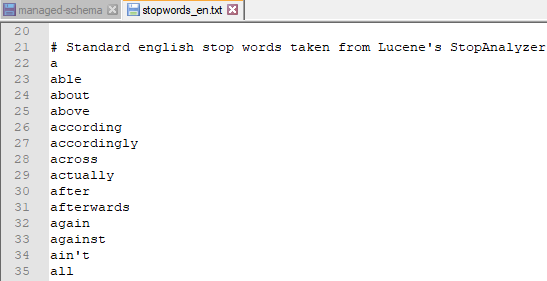 managed-schema stopwords_en.txt
20
21 # Standard english stop words taken from Lucene's StopAnalyzer
22 a
23 able
24 about
25 above
26 according
27 accordingly
28 across
29 actually
30 after
31 afterwards
32 again
33 against
34 ain't
35 all